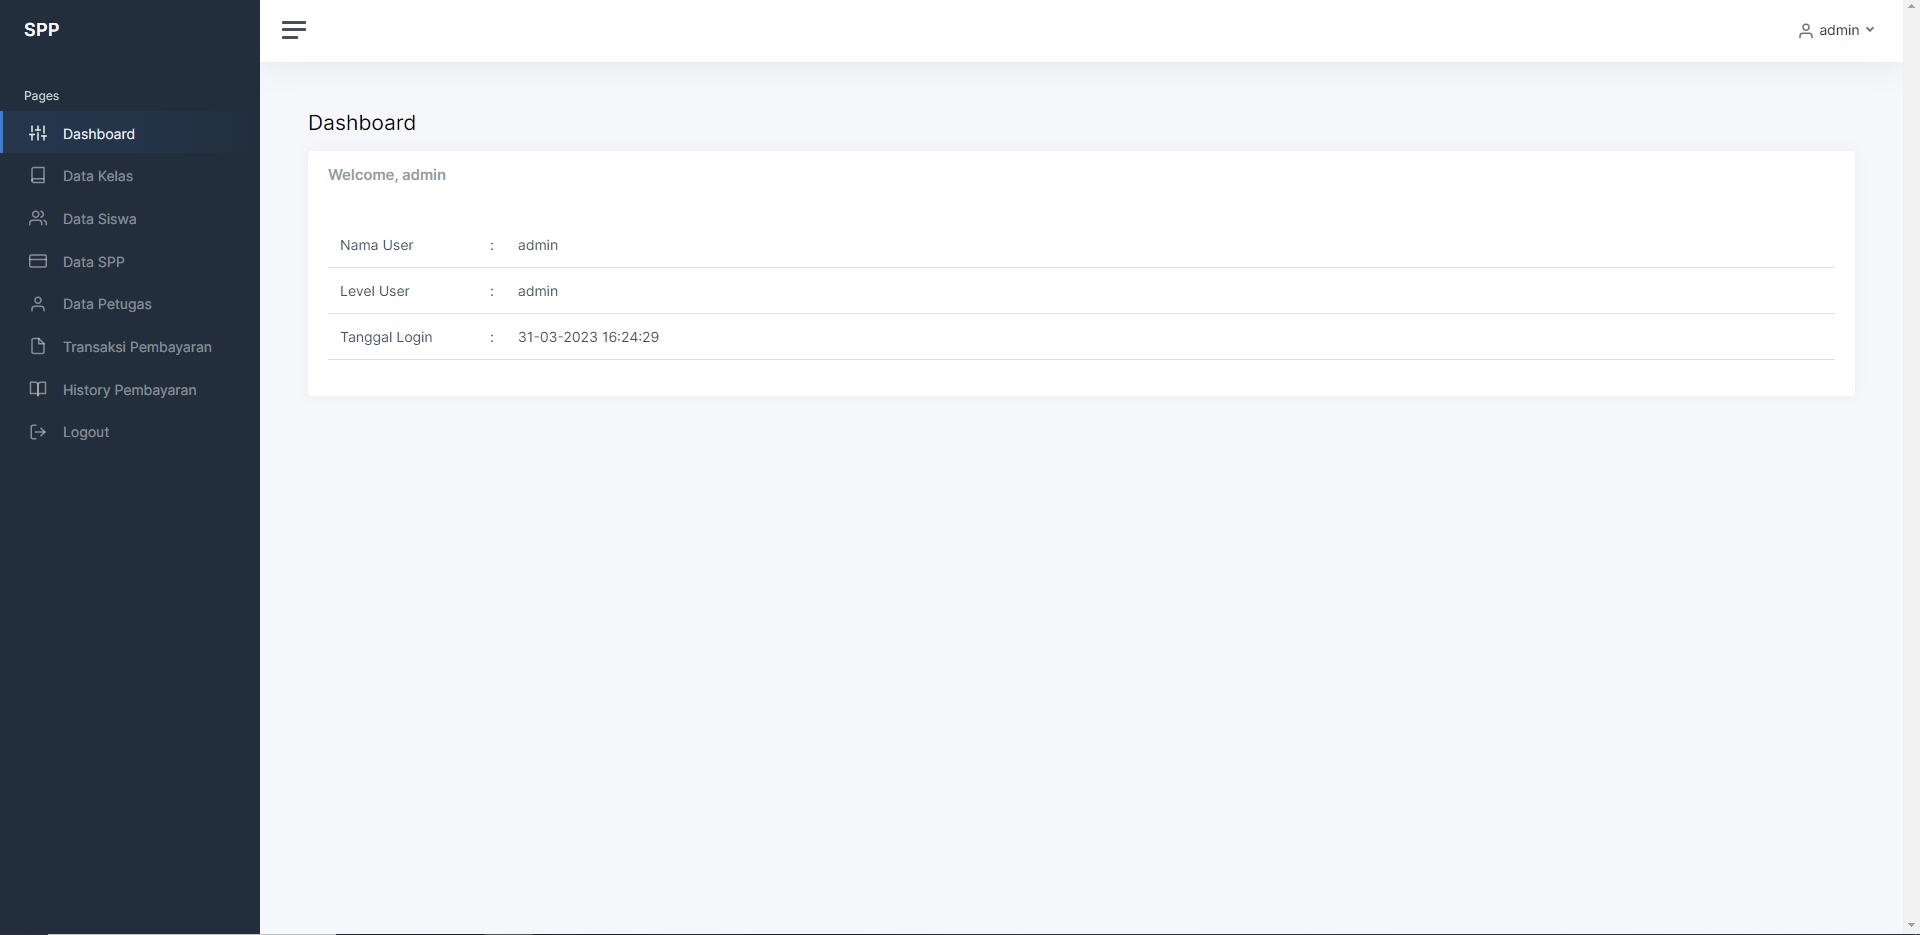 SPP
admin
Pages
Dashboard
Data Kelas
Data Siswa
Data SPP
Data Petugas
Transaksi Pembayaran
History Pembayaran
Logout
Dashboard
Welcome, admin
Nama User : admin
Level User : admin
Tanggal Login : 31-03-2023 16:24:29